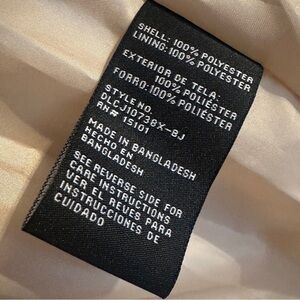 SHELL: 100% POLYESTER
LINING: 100% POLYESTER
EXTERIOR DE TELA:
100% POLIÉSTER
FORRO: 100% POLIÉSTER
STYLE NO.
DLCJ10738X-BJ
RN# 15101
MADE IN BANGLADESH
HECHO EN
BANGLADESH
SEE REVERSE SIDE FOR
CARE INSTRUCTIONS
VER EL REVES PARA
INSTRUCCIONES DE
CUIDADO